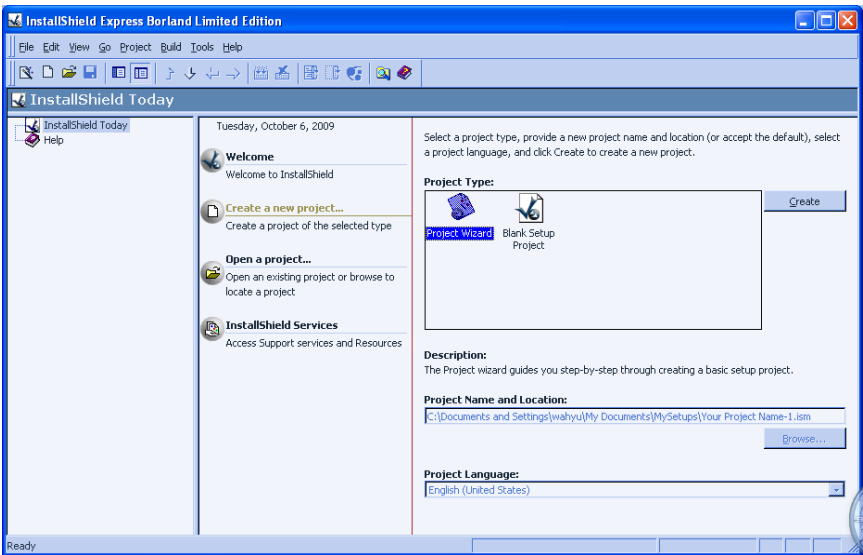 InstallShield Express Borland Limited Edition
File Edit View Go Project Build Tools Help
InstallShield Today
InstallShield Today
Help
Tuesday, October 6, 2009
Welcome
Welcome to InstallShield
Create a new project...
Create a project of the selected type
Open a project...
Open an existing project or browse to
locate a project
InstallShield Services
Access Support services and Resources
Select a project type, provide a new project name and location (or accept the default), select
a project language, and click Create to create a new project.
Project Type:
Project Wizard
Blank Setup
Project
Create
Description:
The Project wizard guides you step-by-step through creating a basic setup project.
Project Name and Location:
C:\Documents and Settings\wahyu\My Documents\MySetups\Your Project Name-1.ism
Browse...
Project Language:
English (United States)
Ready